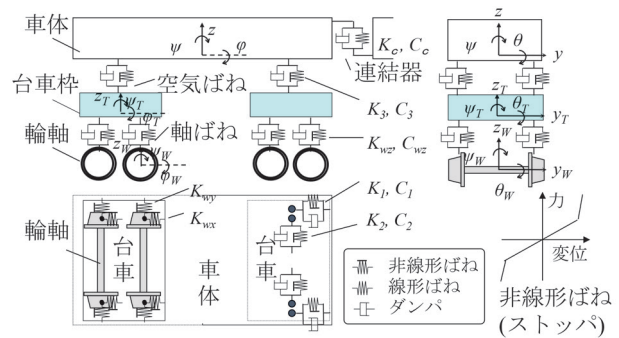 車体
z
ψ
φ
K_c, C_c
連結器
z
ψ
θ
y
台車枠
空気ばね
z_T
ψ_T
φ_T
K_3, C_3
z_T
ψ_T
θ_T
y_T
輪軸
軸ばね
z_W
ψ_W
φ_W
K_wz, C_wz
z_W
ψ_W
θ_W
y_W
輪軸
台車
K_wy
K_wx
車体
台車
K_1, C_1
K_2, C_2
非線形ばね
線形ばね
ダンパ
力
変位
非線形ばね
(ストッパ)